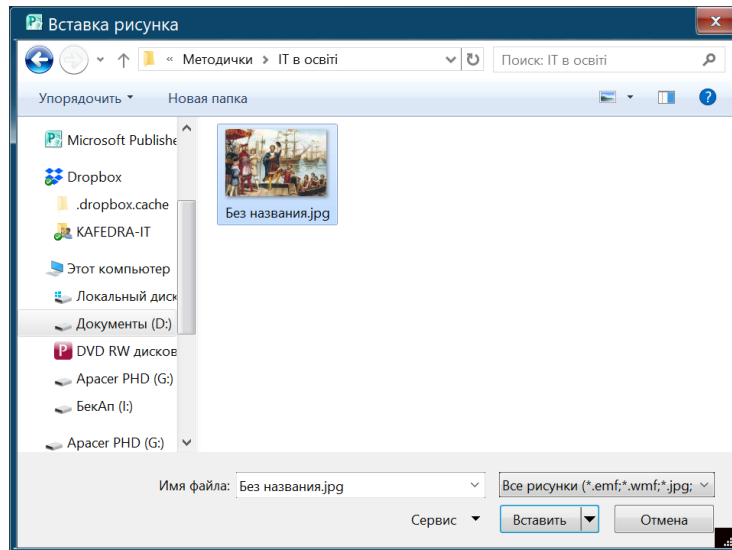 Вставка рисунка
« Методички > ІТ в освіті
Поиск: ІТ в освіті
Упорядочить
Новая папка
Microsoft Publishe
Dropbox
.dropbox.cache
KAFEDRA-IT
Этот компьютер
Локальный диск
Документы (D:)
DVD RW дисков
Apacer PHD (G:)
БекАп (I:)
Apacer PHD (G:)
Без названия.jpg
Имя файла: Без названия.jpg
Все рисунки (*.emf;*.wmf;*.jpg;
Сервис
Вставить
Отмена